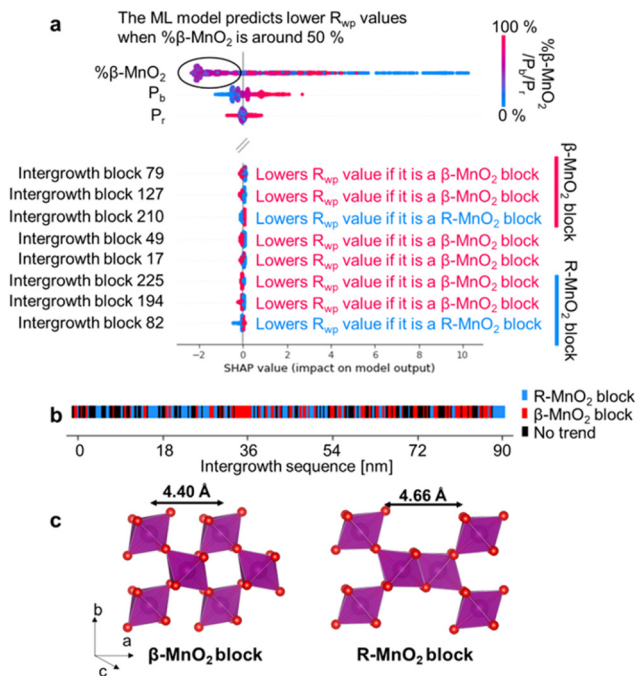 a
The ML model predicts lower Rwp values
when %β-MnO2 is around 50 %
%β-MnO2
Pb
Pr
100 %
0 %
%β-MnO2
/Pb/Pr
Intergrowth block 79 Lowers Rwp value if it is a β-MnO2 block
Intergrowth block 127 Lowers Rwp value if it is a β-MnO2 block
Intergrowth block 210 Lowers Rwp value if it is a R-MnO2 block
Intergrowth block 49 Lowers Rwp value if it is a β-MnO2 block
Intergrowth block 17 Lowers Rwp value if it is a β-MnO2 block
Intergrowth block 225 Lowers Rwp value if it is a β-MnO2 block
Intergrowth block 194 Lowers Rwp value if it is a β-MnO2 block
Intergrowth block 82 Lowers Rwp value if it is a R-MnO2 block
β-MnO2 block
R-MnO2 block
−2 0 2 4 6 8 10
SHAP value (impact on model output)
b
R-MnO2 block
β-MnO2 block
No trend
0 18 36 54 72 90
Intergrowth sequence [nm]
c
4.40 Å 4.66 Å
b
a
c
β-MnO2 block R-MnO2 block